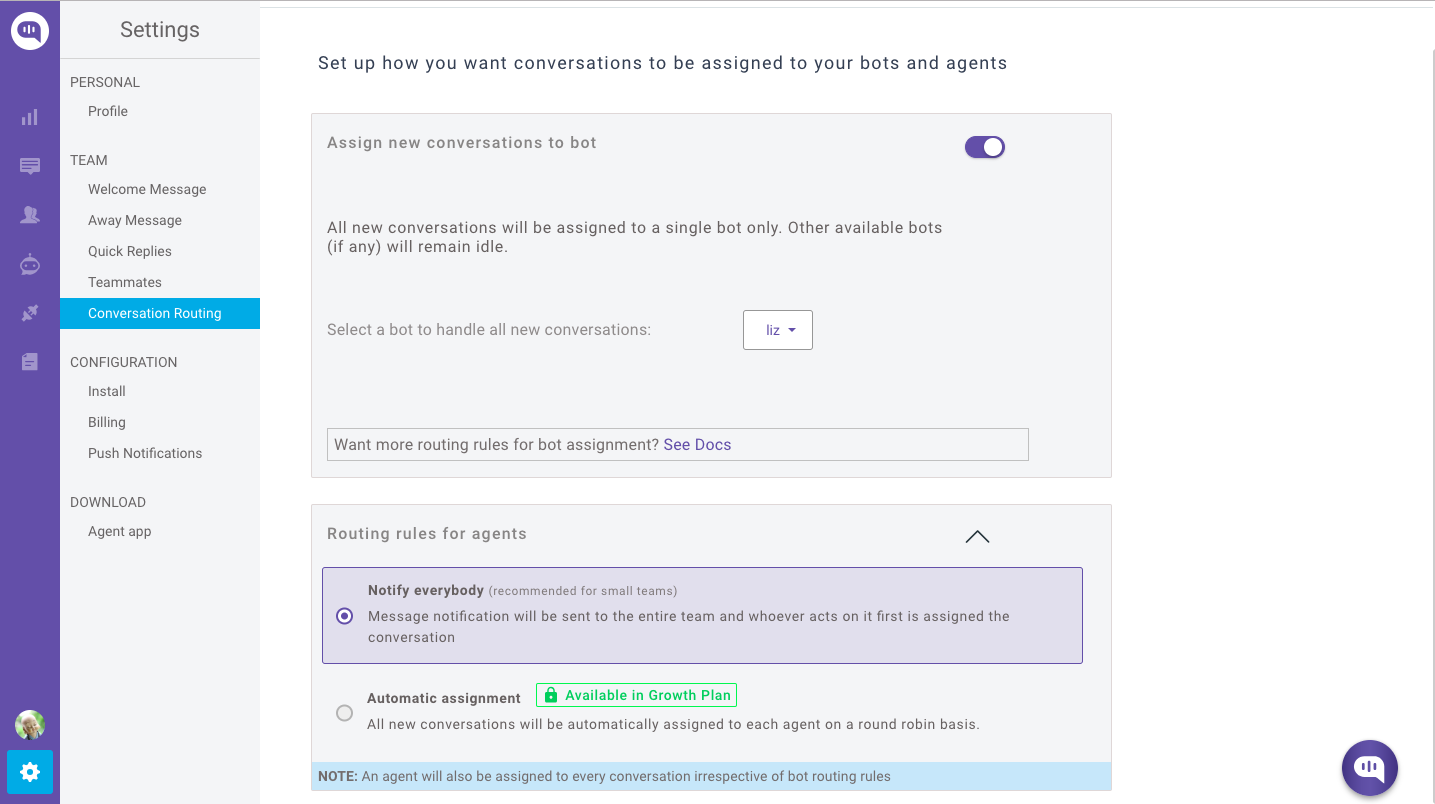 Settings
PERSONAL
Profile
TEAM
Welcome Message
Away Message
Quick Replies
Teammates
Conversation Routing
CONFIGURATION
Install
Billing
Push Notifications
DOWNLOAD
Agent app
Set up how you want conversations to be assigned to your bots and agents
Assign new conversations to bot
All new conversations will be assigned to a single bot only. Other available bots
(if any) will remain idle.
Select a bot to handle all new conversations:
liz
Want more routing rules for bot assignment? See Docs
Routing rules for agents
Notify everybody (recommended for small teams)
Message notification will be sent to the entire team and whoever acts on it first is assigned the
conversation
Automatic assignment
Available in Growth Plan
All new conversations will be automatically assigned to each agent on a round robin basis.
NOTE: An agent will also be assigned to every conversation irrespective of bot routing rules